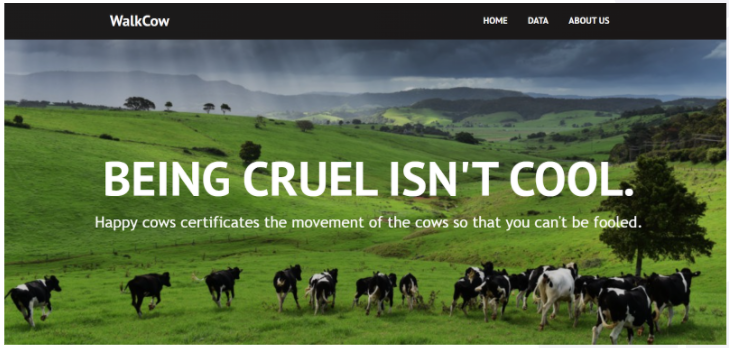 WalkCow HOME DATA ABOUT US
BEING CRUEL ISN'T COOL.
Happy cows certificates the movement of the cows so that you can't be fooled.